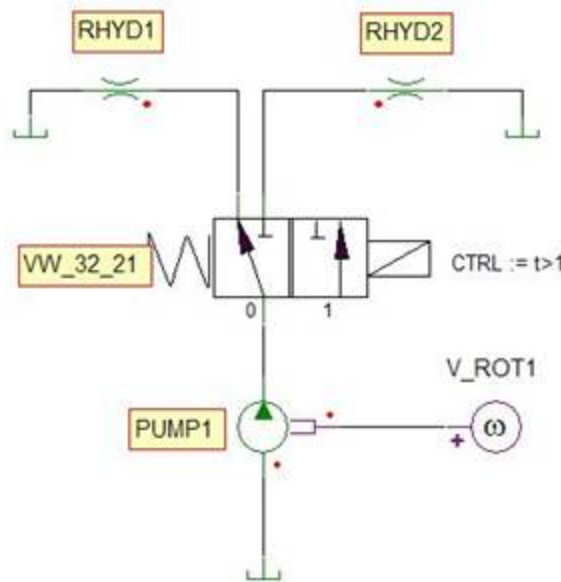 RHYD1
RHYD2
VW_32_21
CTRL := t>1
0
1
V_ROT1
PUMP1
ω
+